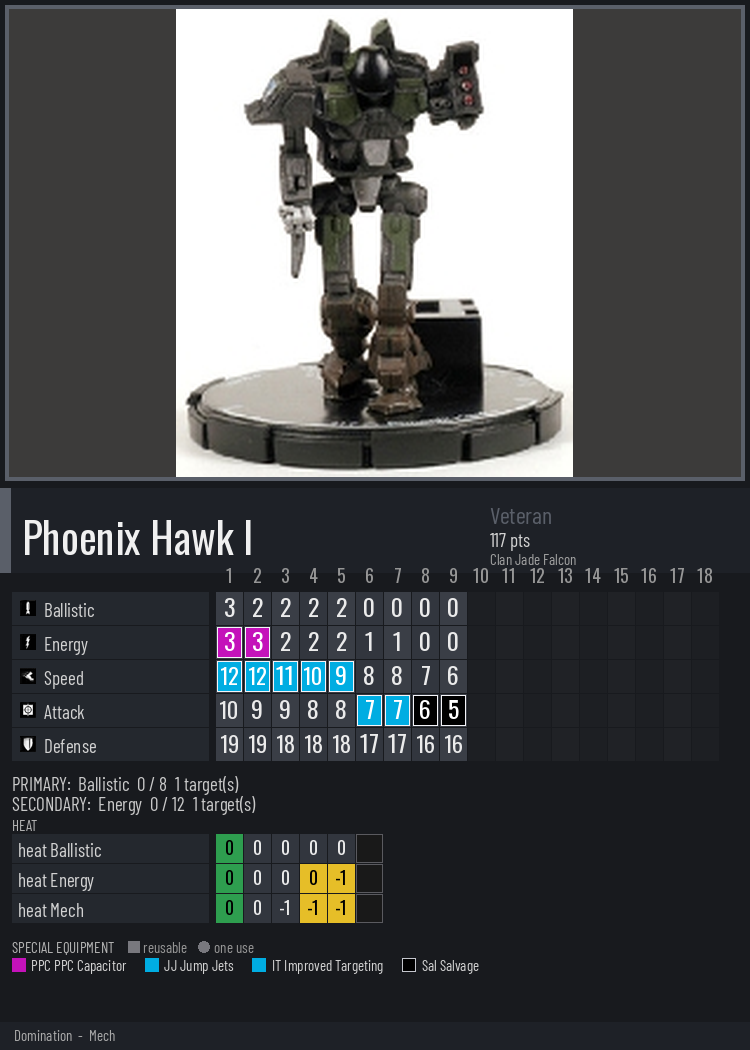 Phoenix Hawk I
Veteran
117 pts
Clan Jade Falcon
1 2 3 4 5 6 7 8 9 10 11 12 13 14 15 16 17 18
Ballistic 3 2 2 2 2 0 0 0 0
Energy 3 3 2 2 2 1 1 0 0
Speed 12 12 11 10 9 8 8 7 6
Attack 10 9 9 8 8 7 7 6 5
Defense 19 19 18 18 18 17 17 16 16
PRIMARY: Ballistic 0 / 8 1 target(s)
SECONDARY: Energy 0 / 12 1 target(s)
HEAT
heat Ballistic 0 0 0 0 0
heat Energy 0 0 0 0 -1
heat Mech 0 0 -1 -1 -1
SPECIAL EQUIPMENT reusable one use
PPC PPC Capacitor JJ Jump Jets IT Improved Targeting Sal Salvage
Domination - Mech